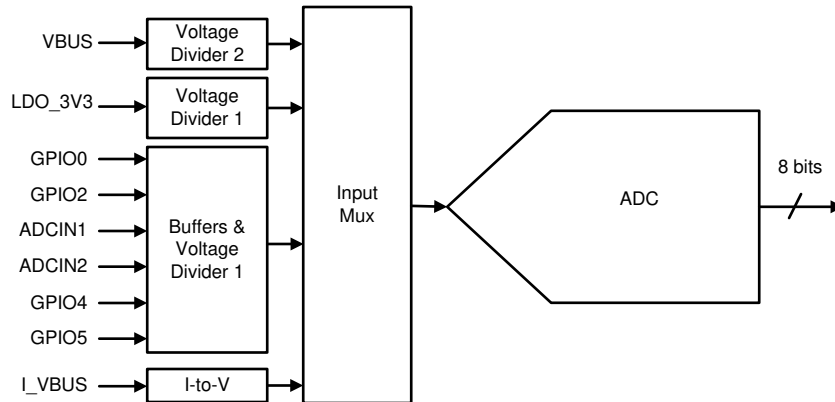 VBUS
Voltage
Divider 2
LDO_3V3
Voltage
Divider 1
GPIO0
GPIO2
ADCIN1
ADCIN2
GPIO4
GPIO5
Buffers &
Voltage
Divider 1
I_VBUS
I-to-V
Input
Mux
ADC
8 bits